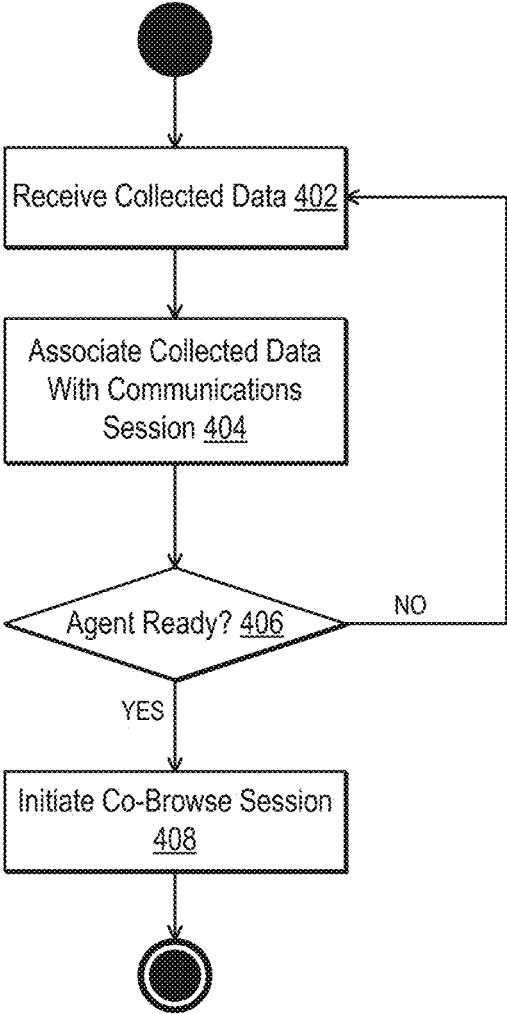 Receive Collected Data 402
Associate Collected Data
With Communications
Session 404
Agent Ready? 406
NO
YES
Initiate Co-Browse Session
408